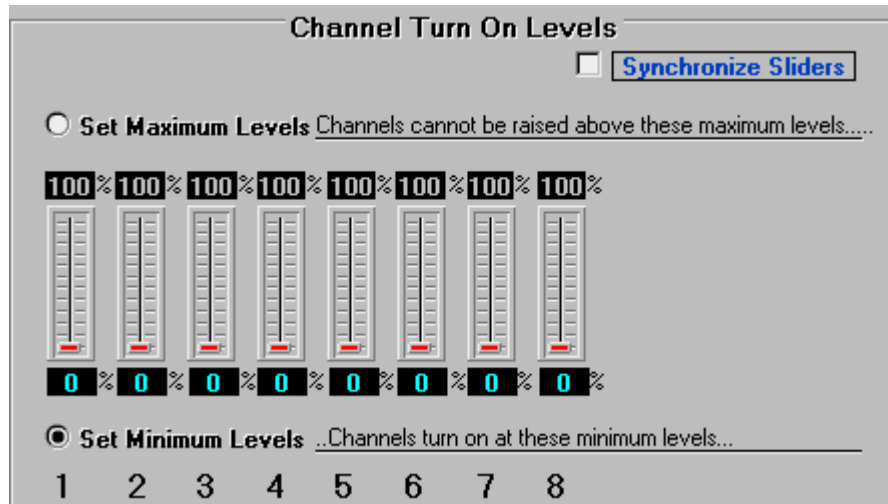 Channel Turn On Levels
Synchronize Sliders
Set Maximum Levels Channels cannot be raised above these maximum levels.....
100 % 100 % 100 % 100 % 100 % 100 % 100 % 100 %
0 % 0 % 0 % 0 % 0 % 0 % 0 % 0 %
Set Minimum Levels ..Channels turn on at these minimum levels...
1 2 3 4 5 6 7 8